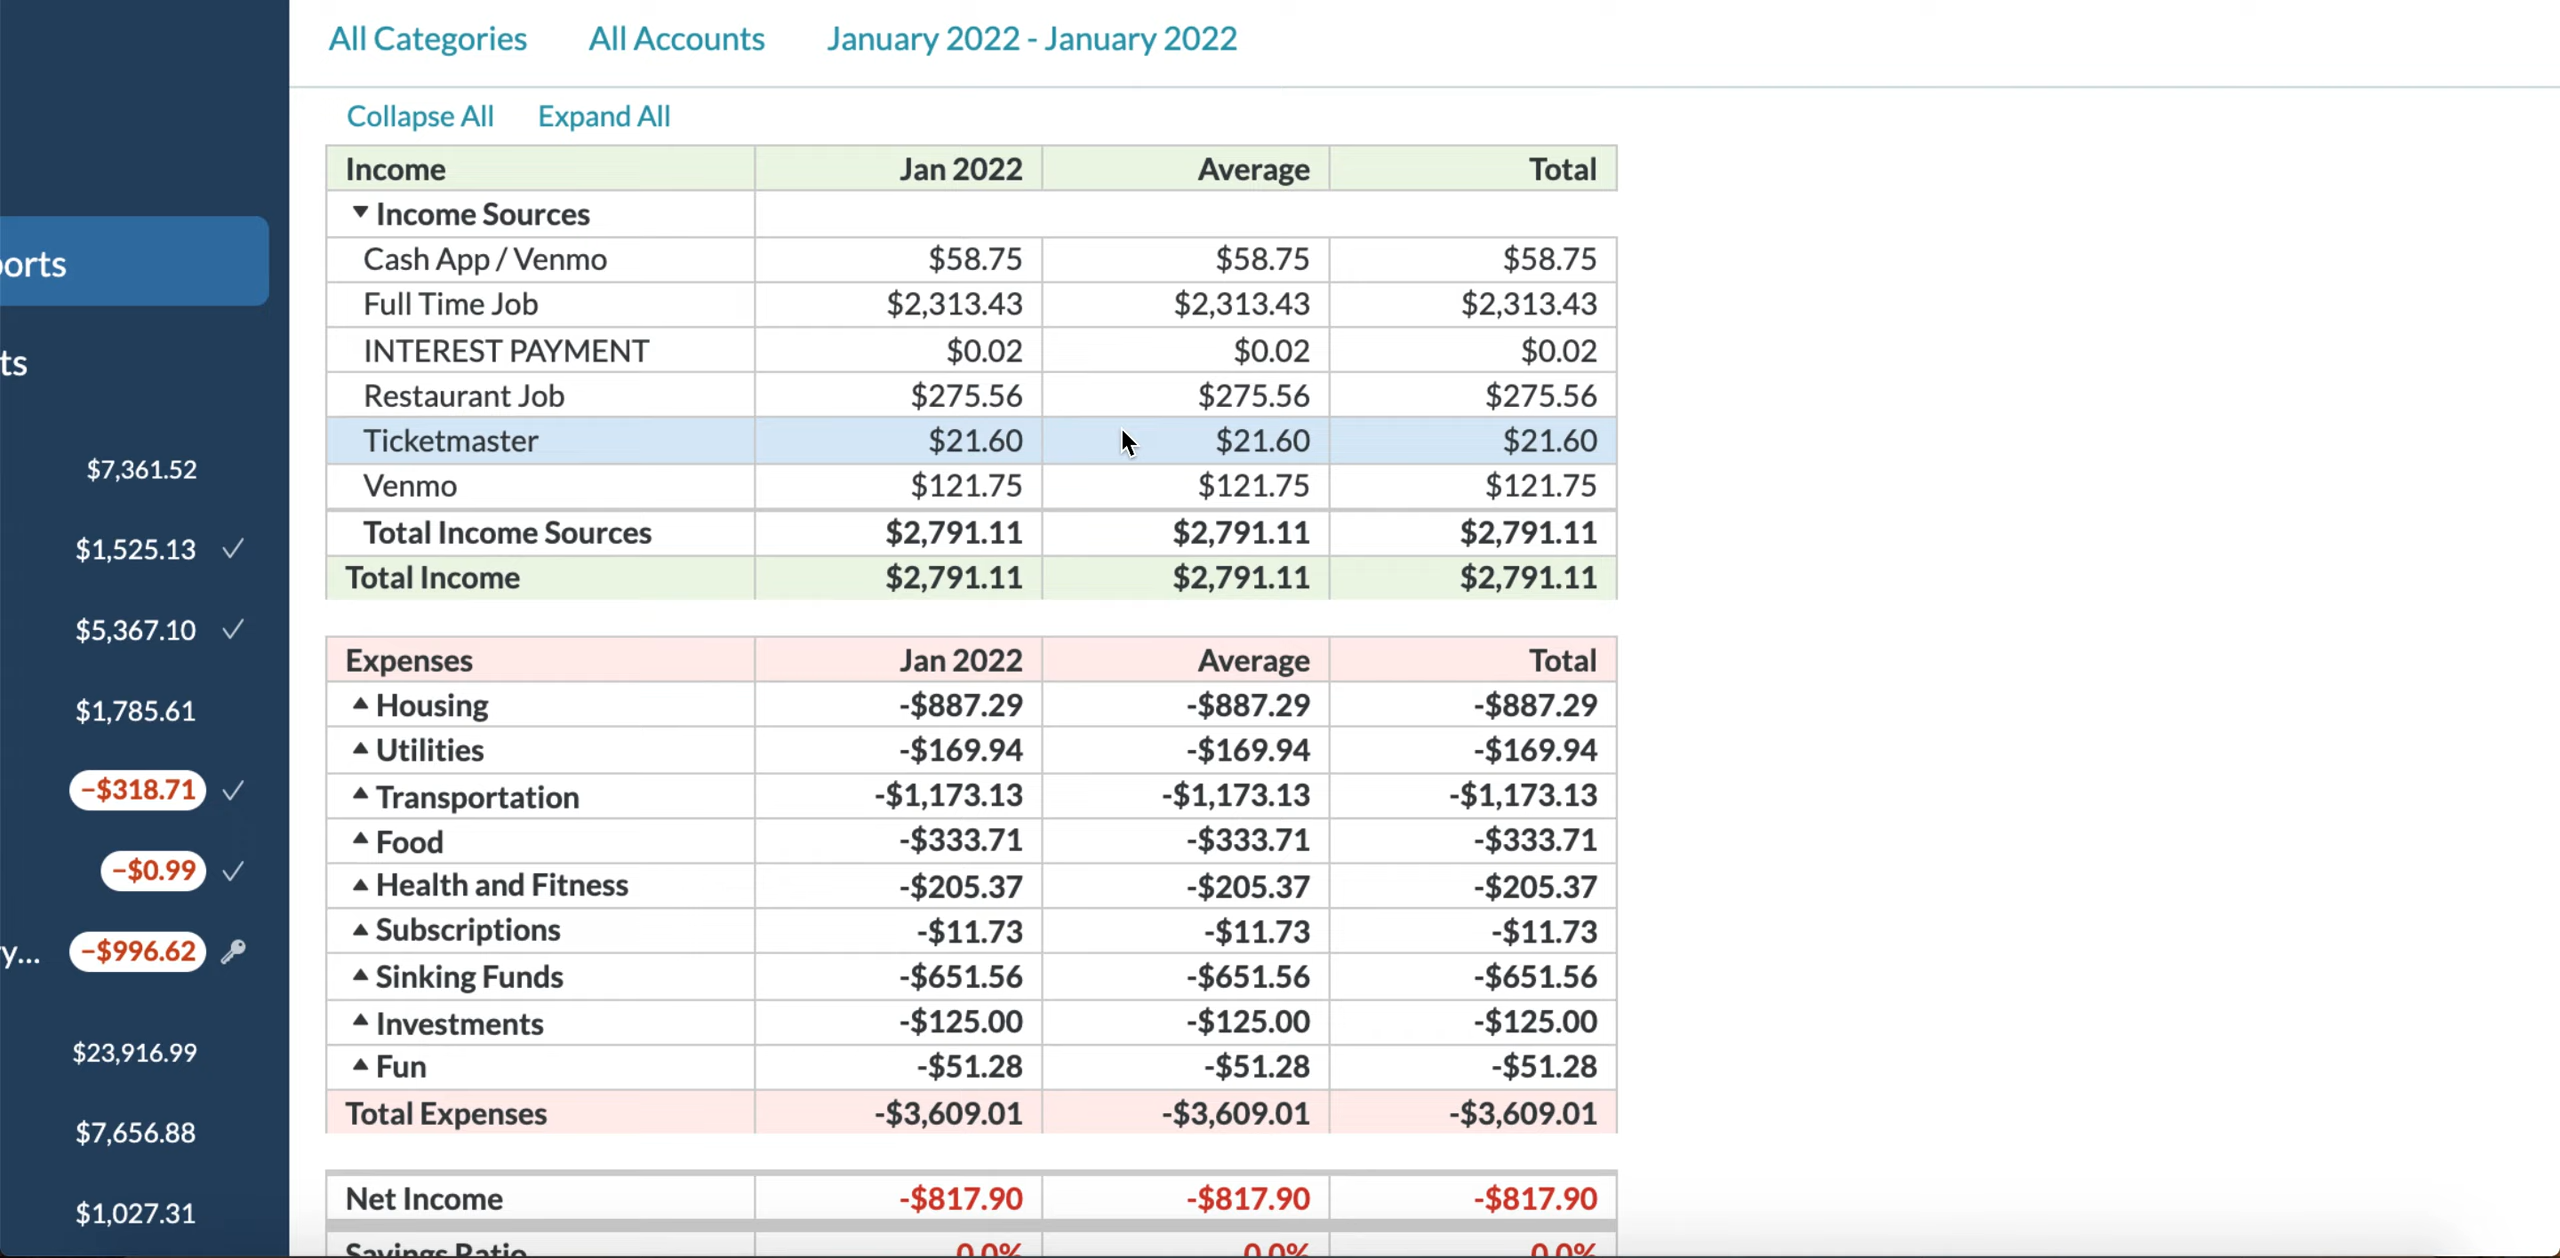 All Categories All Accounts January 2022 - January 2022
Collapse All Expand All
Income Jan 2022 Average Total
Income Sources
Cash App / Venmo $58.75 $58.75 $58.75
Full Time Job $2,313.43 $2,313.43 $2,313.43
INTEREST PAYMENT $0.02 $0.02 $0.02
Restaurant Job $275.56 $275.56 $275.56
Ticketmaster $21.60 $21.60 $21.60
Venmo $121.75 $121.75 $121.75
Total Income Sources $2,791.11 $2,791.11 $2,791.11
Total Income $2,791.11 $2,791.11 $2,791.11
Expenses Jan 2022 Average Total
Housing -$887.29 -$887.29 -$887.29
Utilities -$169.94 -$169.94 -$169.94
Transportation -$1,173.13 -$1,173.13 -$1,173.13
Food -$333.71 -$333.71 -$333.71
Health and Fitness -$205.37 -$205.37 -$205.37
Subscriptions -$11.73 -$11.73 -$11.73
Sinking Funds -$651.56 -$651.56 -$651.56
Investments -$125.00 -$125.00 -$125.00
Fun -$51.28 -$51.28 -$51.28
Total Expenses -$3,609.01 -$3,609.01 -$3,609.01
Net Income -$817.90 -$817.90 -$817.90
Savings Ratio 0.0% 0.0% 0.0%
orts
ts
$7,361.52
$1,525.13
$5,367.10
$1,785.61
−$318.71
−$0.99
y... −$996.62
$23,916.99
$7,656.88
$1,027.31